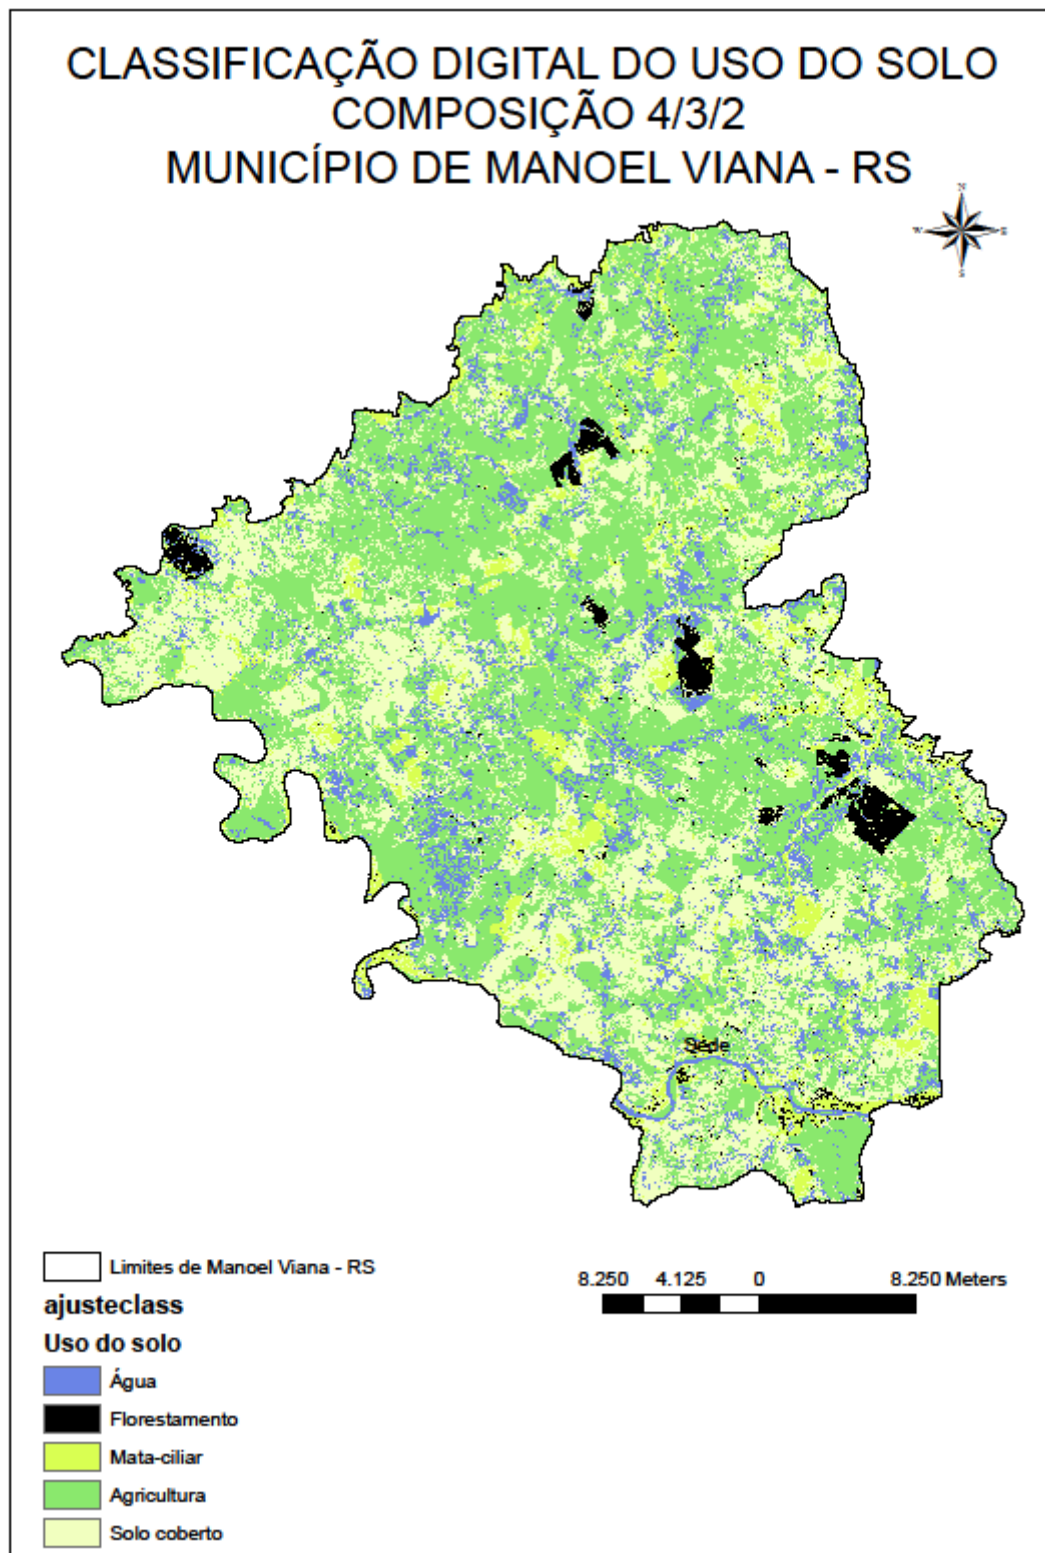 CLASSIFICAÇÃO DIGITAL DO USO DO SOLO
COMPOSIÇÃO 4/3/2
MUNICÍPIO DE MANOEL VIANA - RS
N
W
E
S
Sede
Limites de Manoel Viana - RS
8.250 4.125 0 8.250 Meters
ajusteclass
Uso do solo
Água
Florestamento
Mata-ciliar
Agricultura
Solo coberto